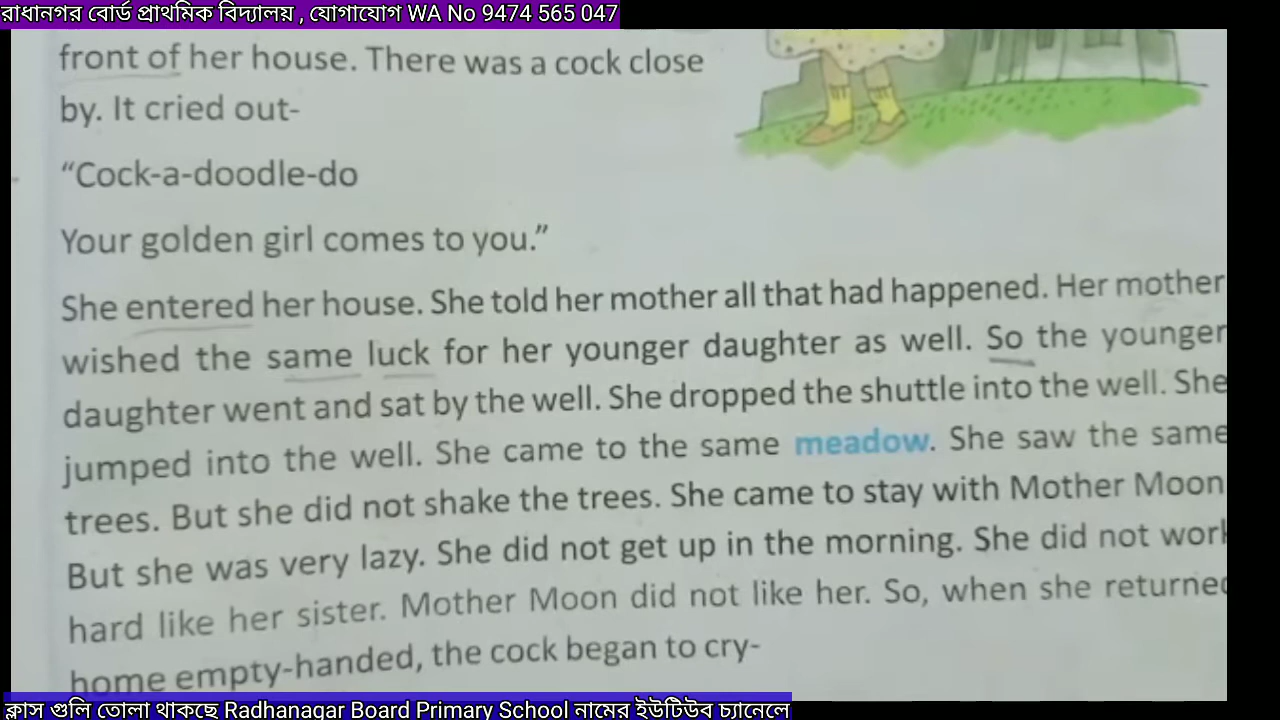 রাধানগর বোর্ড প্রাথমিক বিদ্যালয় , যোগাযোগ WA No 9474 565 047
front of her house. There was a cock close
by. It cried out-
“Cock-a-doodle-do
Your golden girl comes to you.”
She entered her house. She told her mother all that had happened. Her mother
wished the same luck for her younger daughter as well. So the younger
daughter went and sat by the well. She dropped the shuttle into the well. She
jumped into the well. She came to the same meadow. She saw the same
trees. But she did not shake the trees. She came to stay with Mother Moon
But she was very lazy. She did not get up in the morning. She did not work
hard like her sister. Mother Moon did not like her. So, when she returned
home empty-handed, the cock began to cry-
ক্লাস গুলি তোলা থাকছে Radhanagar Board Primary School নামের ইউটিউব চ্যানেলে